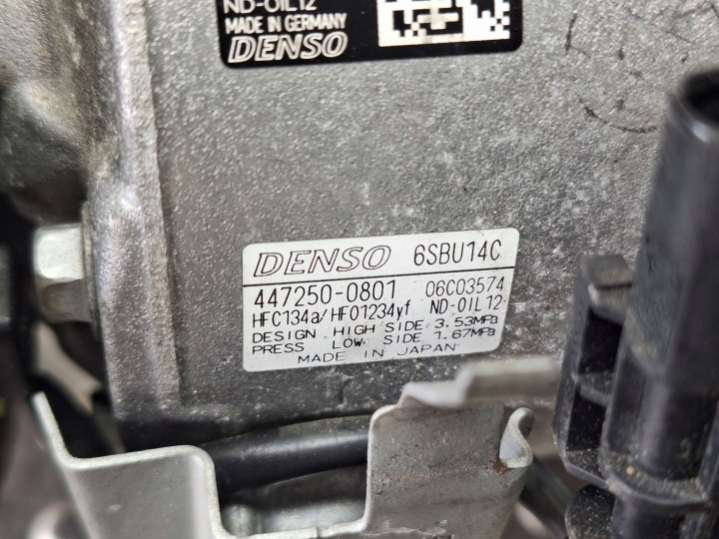 ND-OIL12
MADE IN GERMANY
DENSO
DENSO 6SBU14C
447250-0801 06C03574
HFC134a/HFO1234yf ND-OIL12
DESIGN HIGH SIDE 3.53MPa
PRESS LOW SIDE 1.67MPa
MADE IN JAPAN